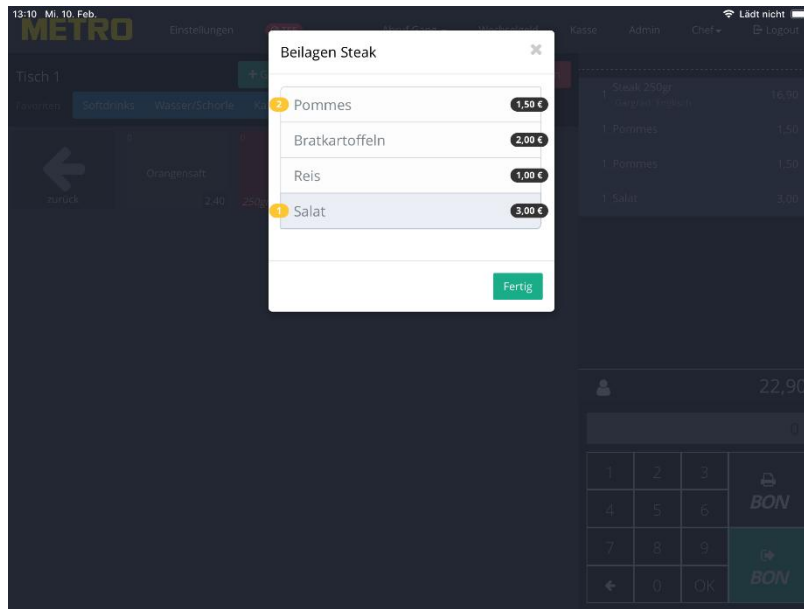 13:10 Mi. 10. Feb.
Lädt nicht
METRO
Einstellungen
Kasse
Admin
Chef
Logout
Tisch 1
Favoriten
Softdrinks
Wasser/Schorle
zurück
Orangensaft
2.40
250g
Beilagen Steak
2 Pommes 1,50 €
Bratkartoffeln 2,00 €
Reis 1,00 €
1 Salat 3,00 €
Fertig
1 Steak 250gr 16,90
1 Pommes 1,50
1 Pommes 1,50
1 Salat 3,00
22,90
1 2 3
BON
4 5 6
7 8 9
BON
0 OK